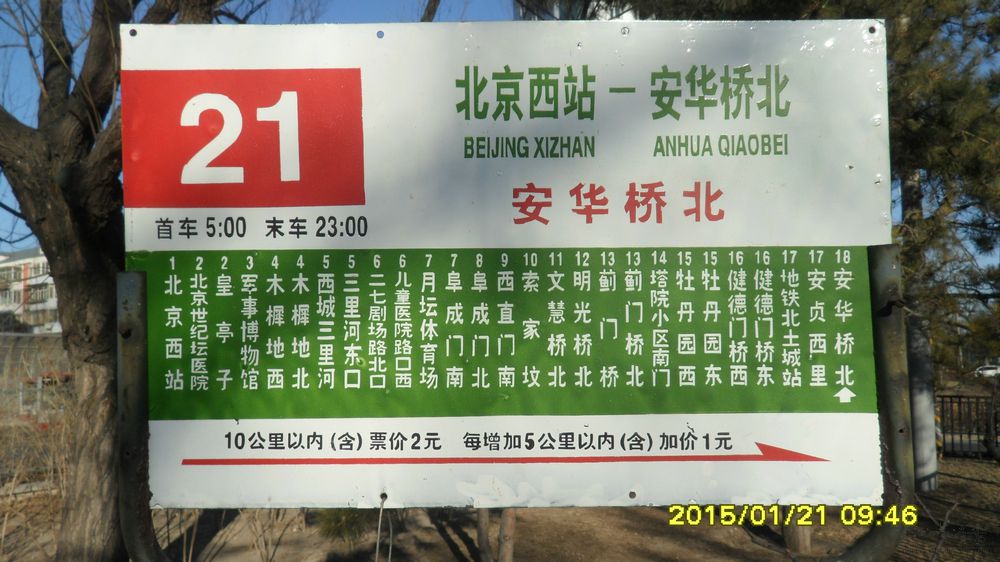 21
北京西站 — 安华桥北
BEIJING XIZHAN ANHUA QIAOBEI
安华桥北
首车 5:00 末车 23:00
1 北京西站
2 北京世纪坛医院
2 皇亭子
3 军事博物馆
4 木樨地西
4 木樨地北
5 西城三里河
5 三里河东口
6 二七剧场路北口
6 儿童医院路口西
7 月坛体育场
7 阜成门南
8 阜成门北
9 西直门南
10 索家坟
11 文慧桥北
12 明光桥北
13 蓟门桥
13 蓟门桥北
14 塔院小区南门
15 牡丹园西
15 牡丹园东
16 健德门桥西
16 健德门桥东
17 地铁北土城站
17 安贞西里
18 安华桥北
10公里以内(含)票价2元 每增加5公里以内(含)加价1元
2015/01/21 09:46